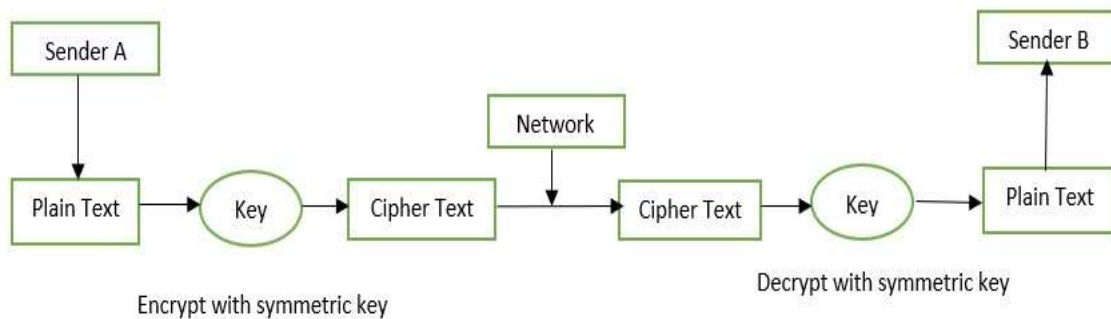 Sender A
Sender B
Network
Plain Text
Key
Cipher Text
Cipher Text
Key
Plain Text
Encrypt with symmetric key
Decrypt with symmetric key